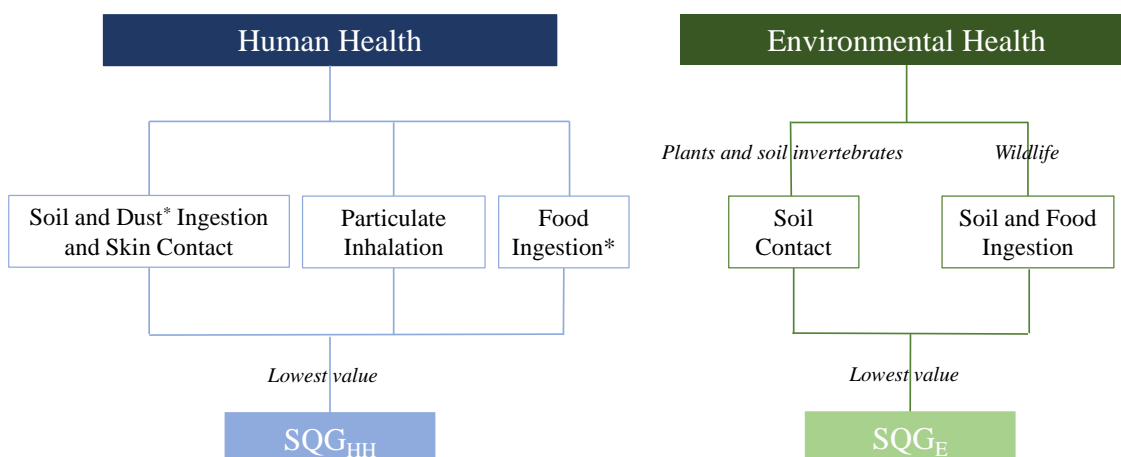 Human Health
Environmental Health
Plants and soil invertebrates
Wildlife
Soil and Dust* Ingestion
and Skin Contact
Particulate
Inhalation
Food
Ingestion*
Soil
Contact
Soil and Food
Ingestion
Lowest value
Lowest value
SQGHH
SQGE